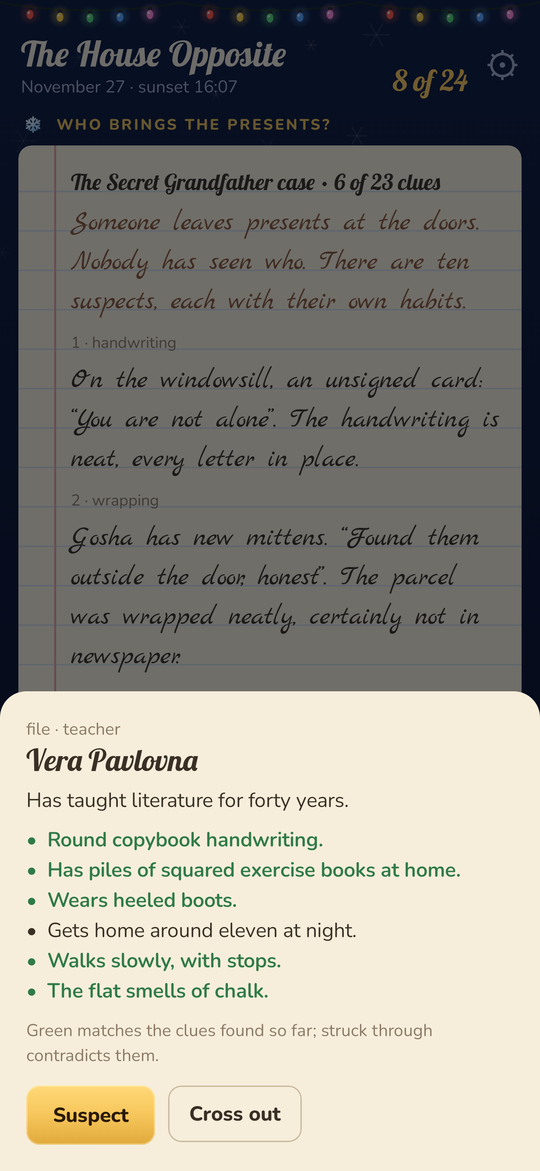 The House Opposite
November 27 · sunset 16:07
8 of 24
WHO BRINGS THE PRESENTS?
The Secret Grandfather case • 6 of 23 clues
Someone leaves presents at the doors.
Nobody has seen who. There are ten
suspects, each with their own habits.
1 · handwriting
On the windowsill, an unsigned card:
“You are not alone”. The handwriting is
neat, every letter in place.
2 · wrapping
Gosha has new mittens. “Found them
outside the door, honest”. The parcel
was wrapped neatly, certainly not in
newspaper.
file · teacher
Vera Pavlovna
Has taught literature for forty years.
• Round copybook handwriting.
• Has piles of squared exercise books at home.
• Wears heeled boots.
• Gets home around eleven at night.
• Walks slowly, with stops.
• The flat smells of chalk.
Green matches the clues found so far; struck through
contradicts them.
Suspect
Cross out